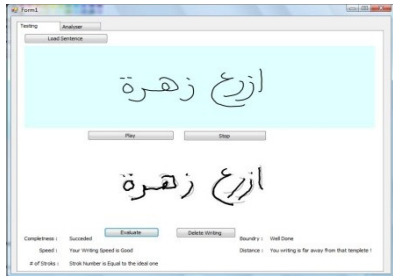 Form1
Testing Analyser
Load Sentence
ازرع زهرة
Play Stop
ازرع زهرة
Evaluate Delete Writing
Completness : Succeded Boundry : Well Done
Speed : Your Writing Speed is Good Distance : You writing is far away from that template !
# of Stroks : Strok Number is Equal to the ideal one